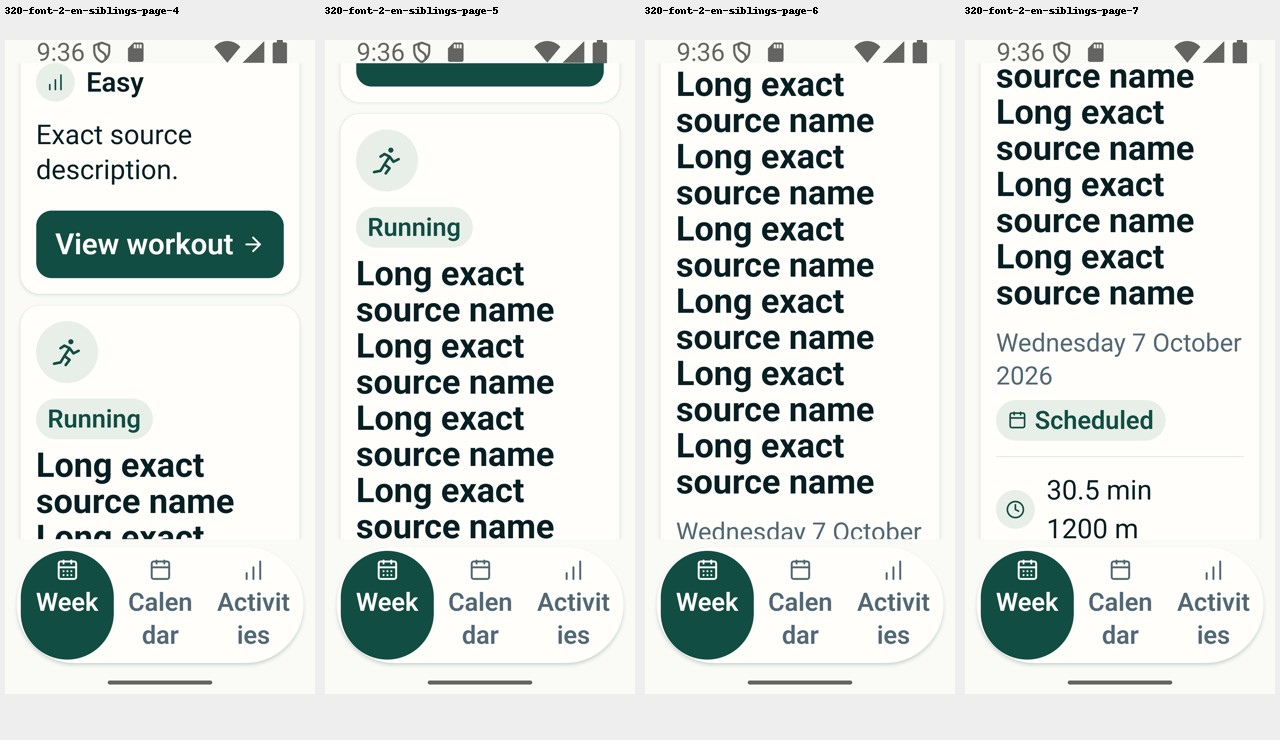 320-font-2-en-siblings-page-4
9:36
Easy
Exact source
description.
View workout
Running
Long exact
source name
Long exact
Week
Calen
dar
Activit
ies
320-font-2-en-siblings-page-5
9:36
Running
Long exact
source name
Long exact
source name
Long exact
source name
Long exact
source name
Week
Calen
dar
Activit
ies
320-font-2-en-siblings-page-6
9:36
Long exact
source name
Long exact
source name
Long exact
source name
Long exact
source name
Long exact
source name
Long exact
source name
Wednesday 7 October
Week
Calen
dar
Activit
ies
320-font-2-en-siblings-page-7
9:36
source name
Long exact
source name
Long exact
source name
Long exact
source name
Wednesday 7 October
2026
Scheduled
30.5 min
1200 m
Week
Calen
dar
Activit
ies